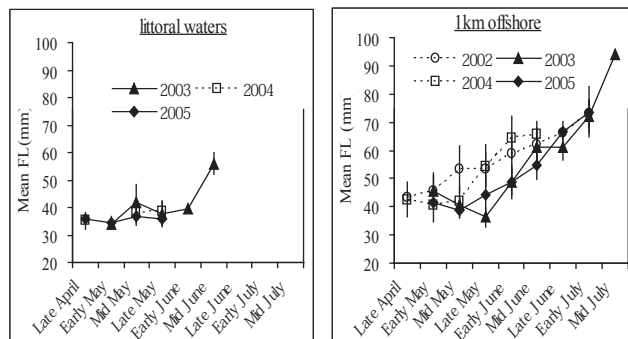 littoral waters
100
90
80
70
60
50
40
30
20
Mean FL (mm)
2003
2004
2005
Late April
Early May
Mid May
Late May
Early June
Mid June
Late June
Early July
Mid July
1km offshore
100
90
80
70
60
50
40
30
20
Mean FL (mm)
2002
2003
2004
2005
Late April
Early May
Mid May
Late May
Early June
Mid June
Late June
Early July
Mid July